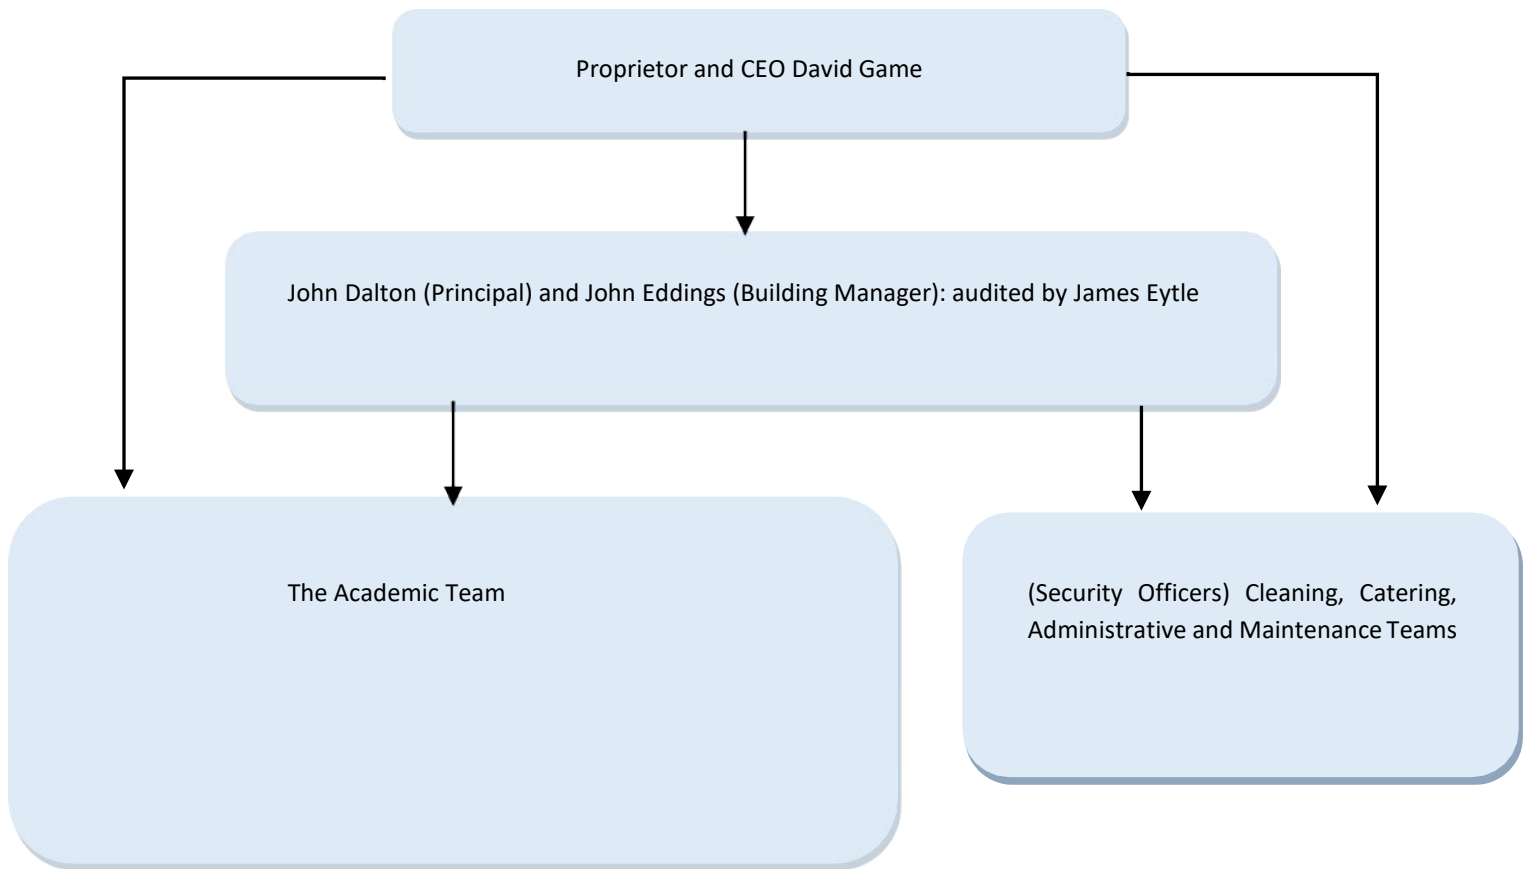 Proprietor and CEO David Game
John Dalton (Principal) and John Eddings (Building Manager): audited by James Eytle
The Academic Team
(Security Officers) Cleaning, Catering,
Administrative and Maintenance Teams